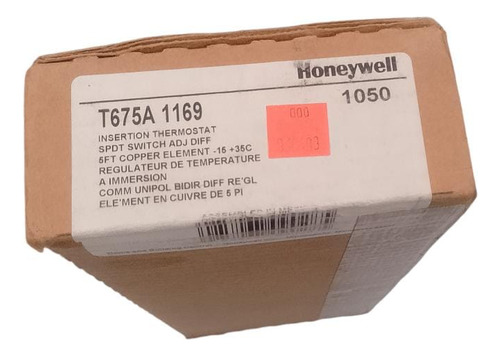 Honeywell
T675A 1169
1050
INSERTION THERMOSTAT
SPDT SWITCH ADJ DIFF
5FT COPPER ELEMENT -15 +35C
REGULATEUR DE TEMPERATURE
A IMMERSION
COMM UNIPOL BIDIR DIFF RE'GL
ELE'MENT EN CUIVRE DE 5 PI
000